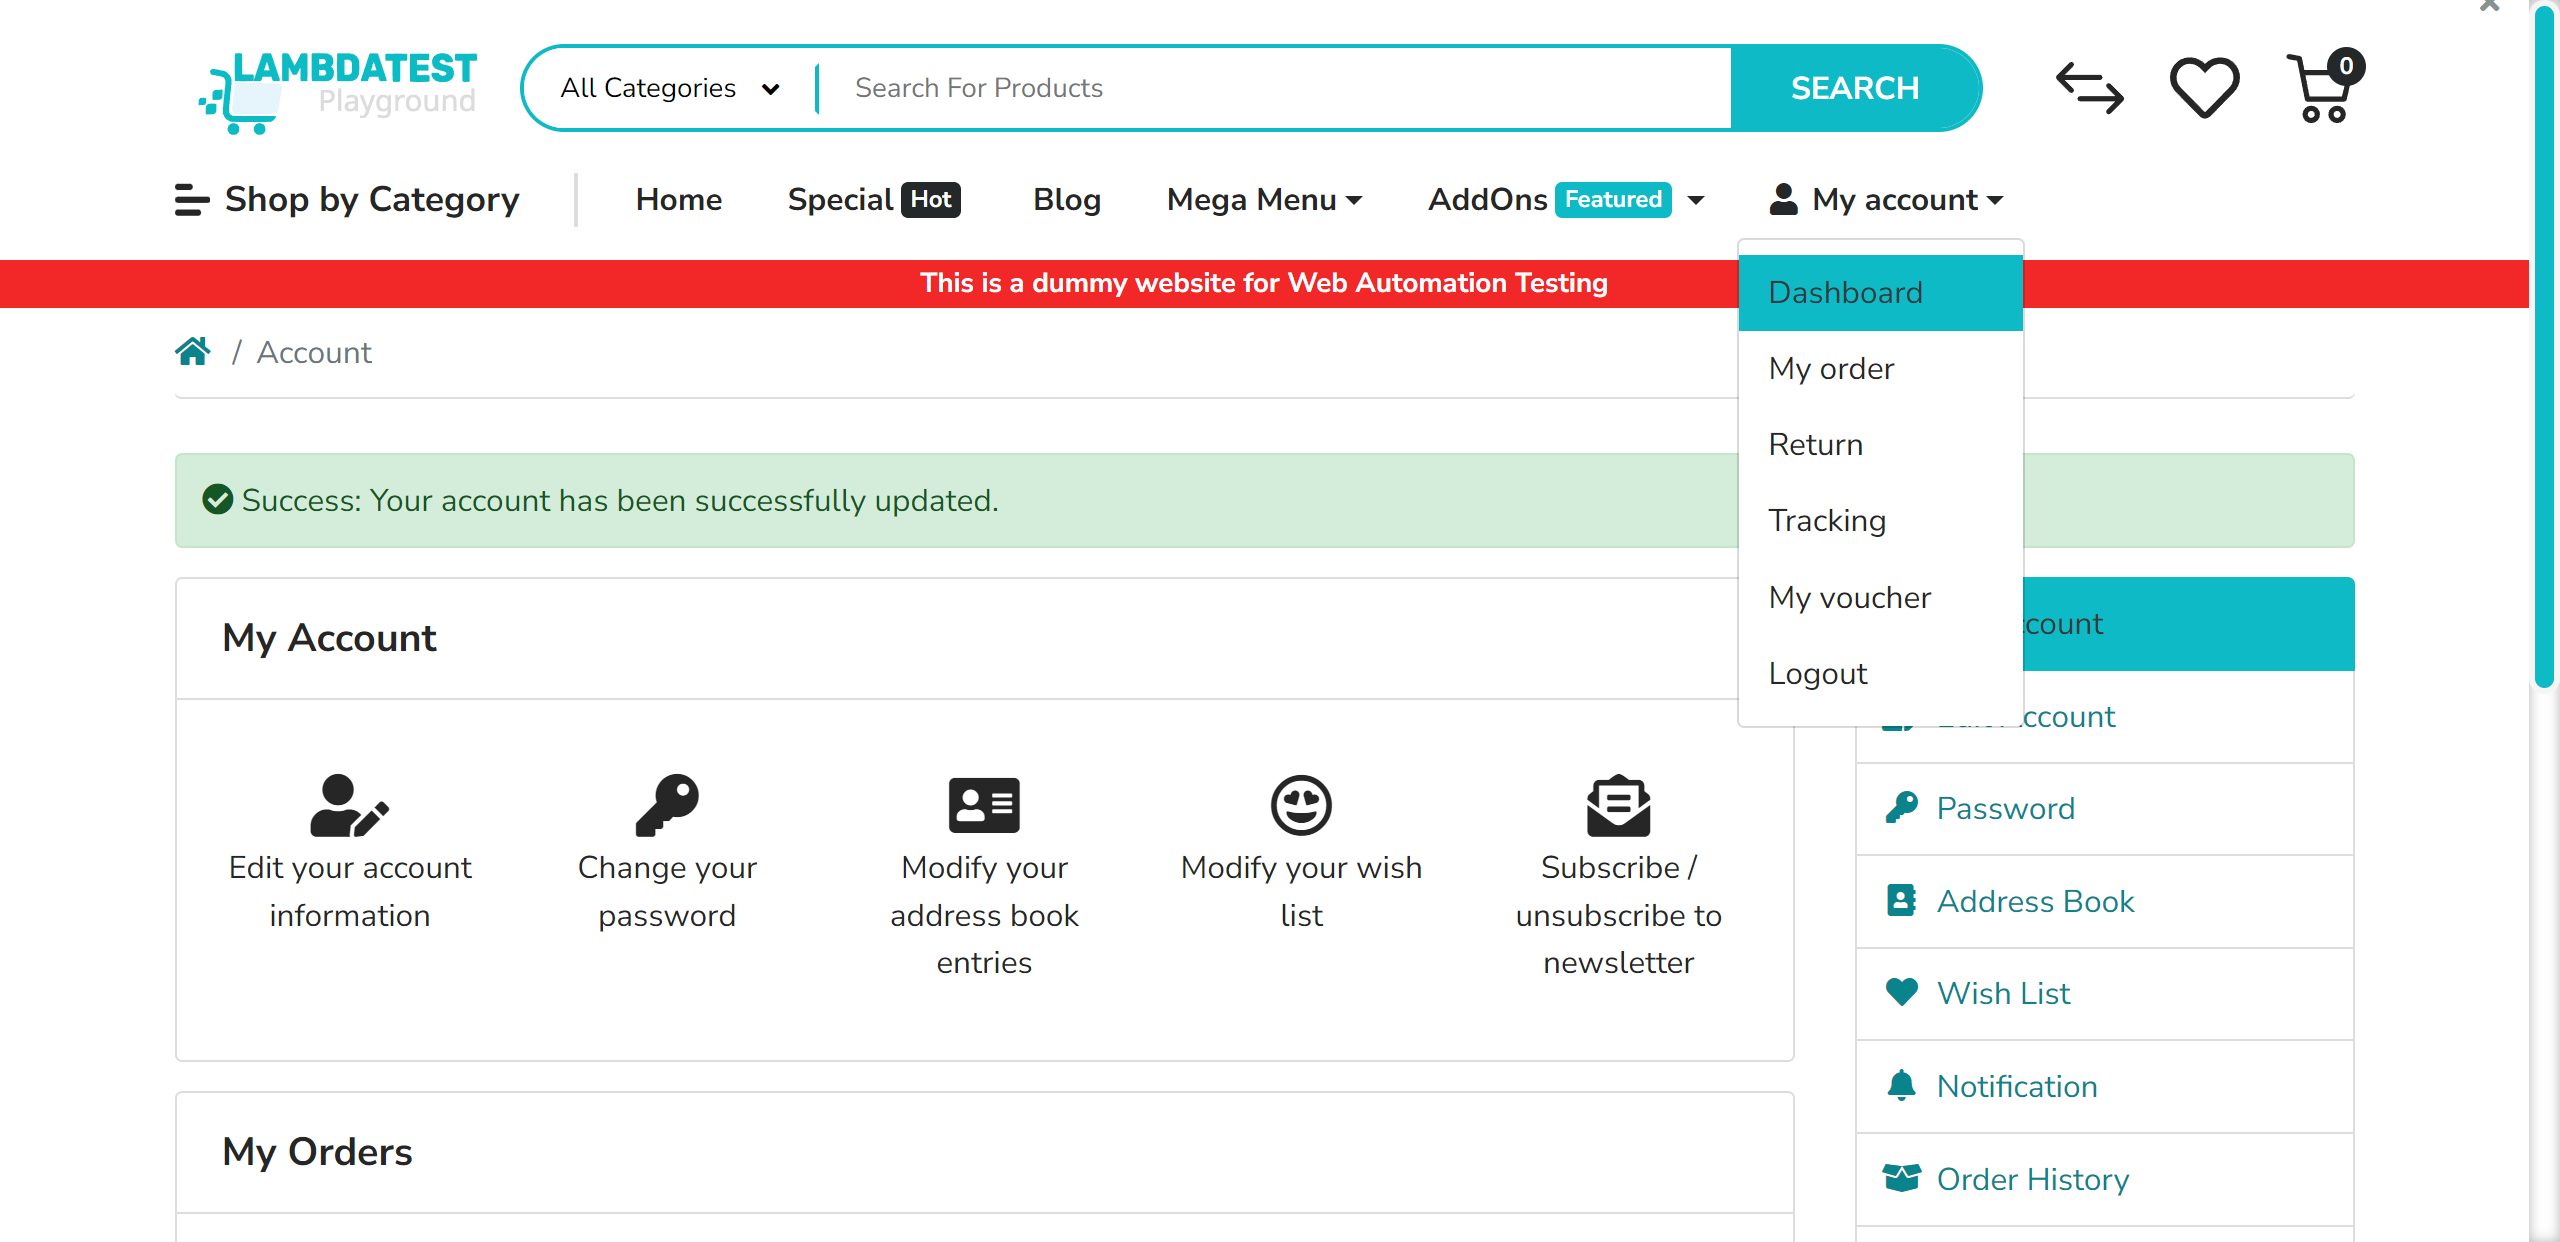 LAMBDATEST
Playground
All Categories
Search For Products
SEARCH
0
Shop by Category
Home
Special Hot
Blog
Mega Menu
AddOns Featured
My account
This is a dummy website for Web Automation Testing
Dashboard
My order
Return
Tracking
My voucher
Logout
/ Account
Success: Your account has been successfully updated.
My Account
Edit your account
information
Change your
password
Modify your
address book
entries
Modify your wish
list
Subscribe /
unsubscribe to
newsletter
My Orders
Password
Address Book
Wish List
Notification
Order History